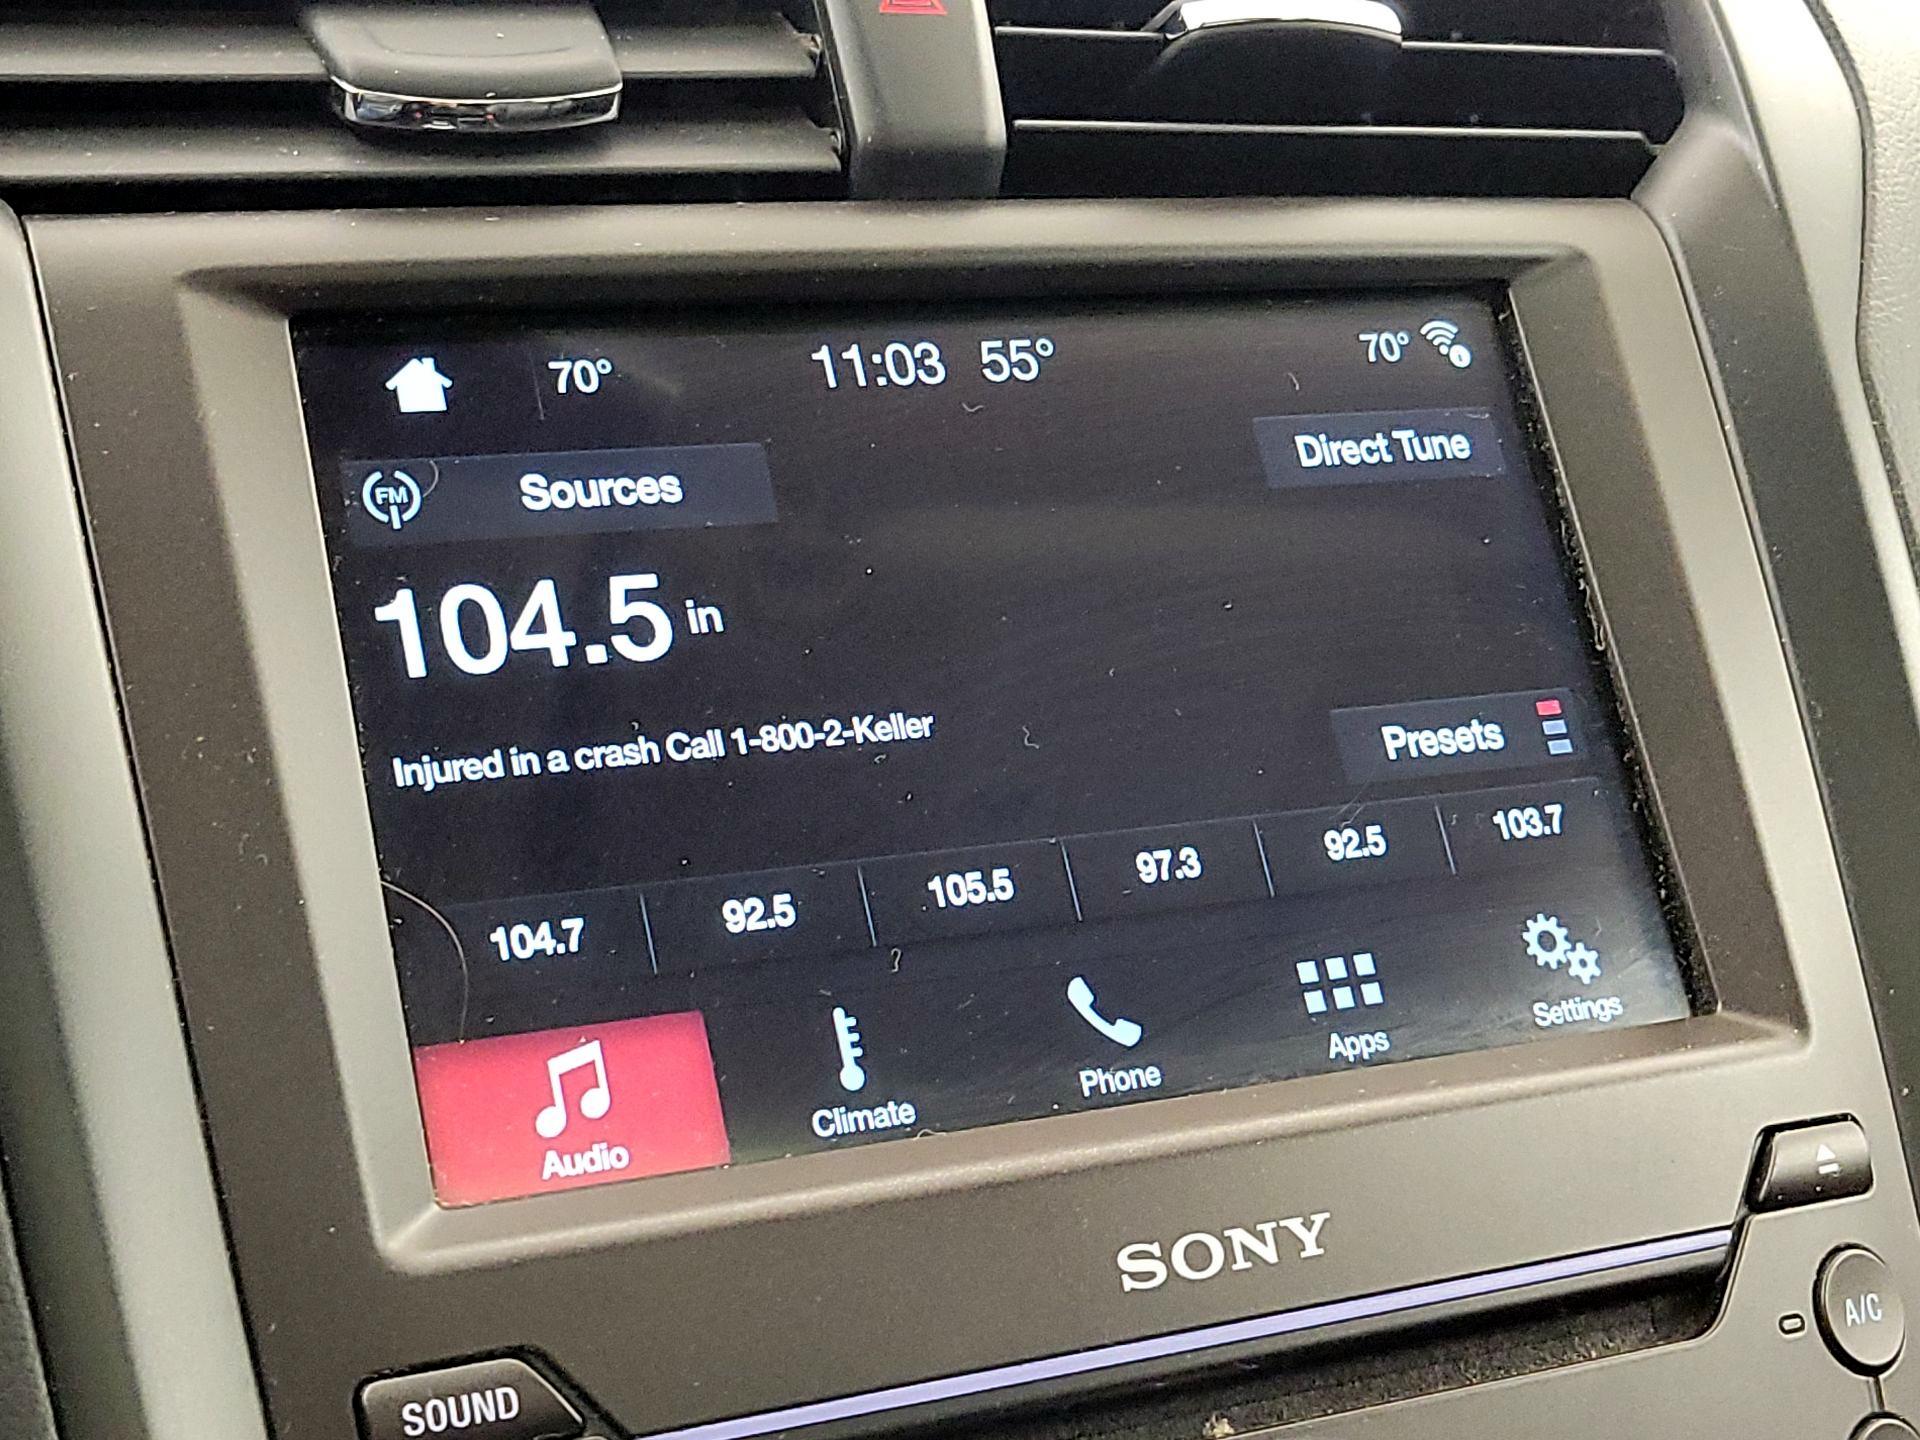 70° 11:03 55° 70°
FM Sources Direct Tune
104.5 in
Injured in a crash Call 1-800-2-Keller
Presets
104.7 92.5 105.5 97.3 92.5 103.7
Audio Climate Phone Apps Settings
SONY
A/C
SOUND